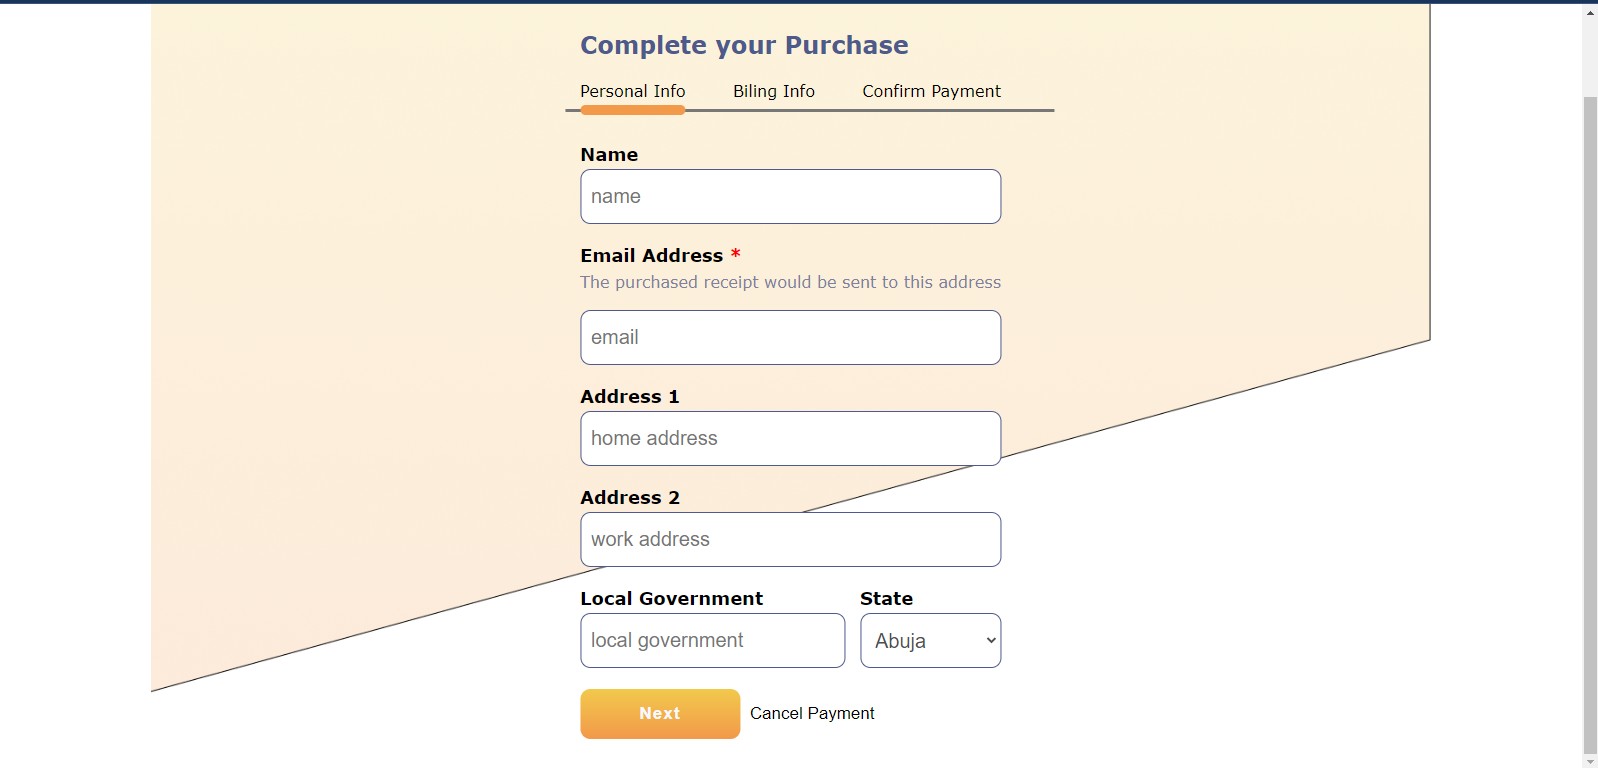 Complete your Purchase
Personal Info Biling Info Confirm Payment
Name
name
Email Address *
The purchased receipt would be sent to this address
email
Address 1
home address
Address 2
work address
Local Government State
local government Abuja
Next Cancel Payment